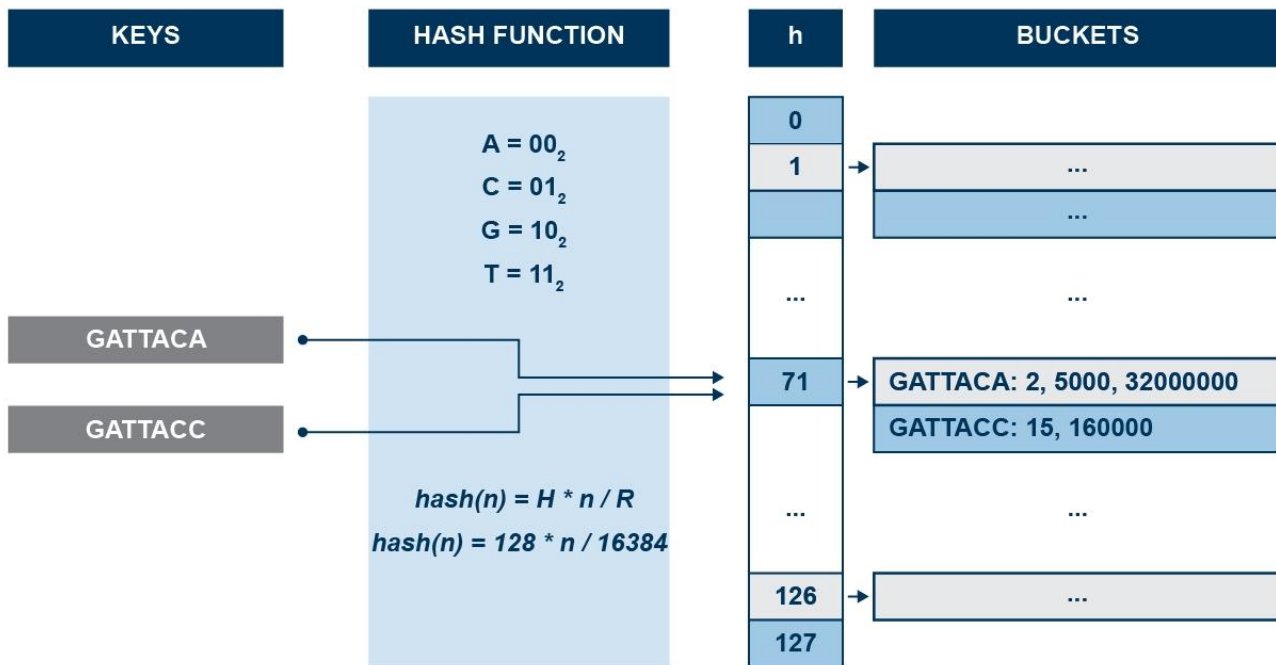 KEYS
HASH FUNCTION
h
BUCKETS
A = 00₂
C = 01₂
G = 10₂
T = 11₂
GATTACA
GATTACC
hash(n) = H * n / R
hash(n) = 128 * n / 16384
0
1
...
71
...
126
127
...
...
...
GATTACA: 2, 5000, 32000000
GATTACC: 15, 160000
...
...